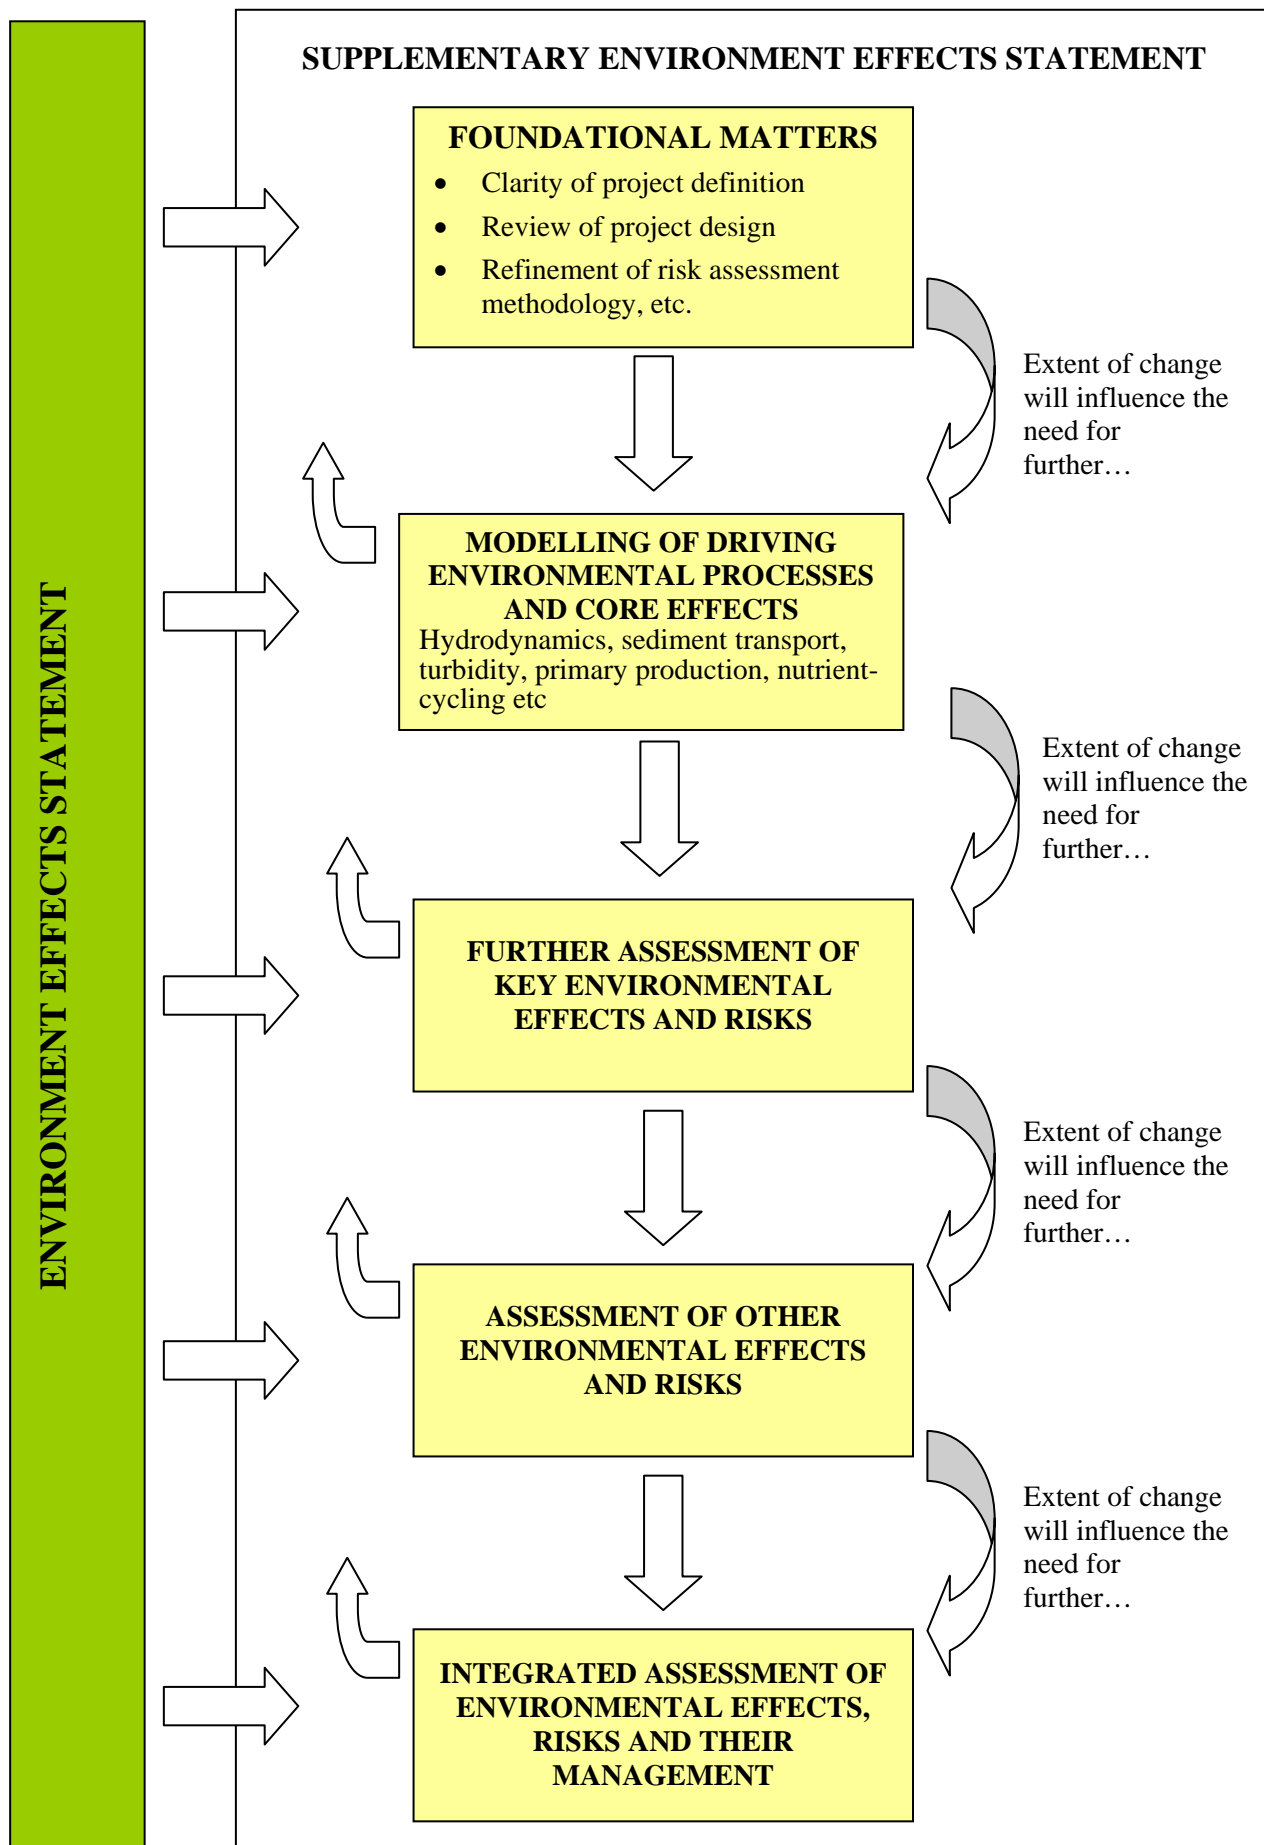 ENVIRONMENT EFFECTS STATEMENT
SUPPLEMENTARY ENVIRONMENT EFFECTS STATEMENT
FOUNDATIONAL MATTERS
• Clarity of project definition
• Review of project design
• Refinement of risk assessment
methodology, etc.
Extent of change
will influence the
need for
further…
MODELLING OF DRIVING
ENVIRONMENTAL PROCESSES
AND CORE EFFECTS
Hydrodynamics, sediment transport,
turbidity, primary production, nutrient-
cycling etc
Extent of change
will influence the
need for
further…
FURTHER ASSESSMENT OF
KEY ENVIRONMENTAL
EFFECTS AND RISKS
Extent of change
will influence the
need for
further…
ASSESSMENT OF OTHER
ENVIRONMENTAL EFFECTS
AND RISKS
Extent of change
will influence the
need for
further…
INTEGRATED ASSESSMENT OF
ENVIRONMENTAL EFFECTS,
RISKS AND THEIR
MANAGEMENT